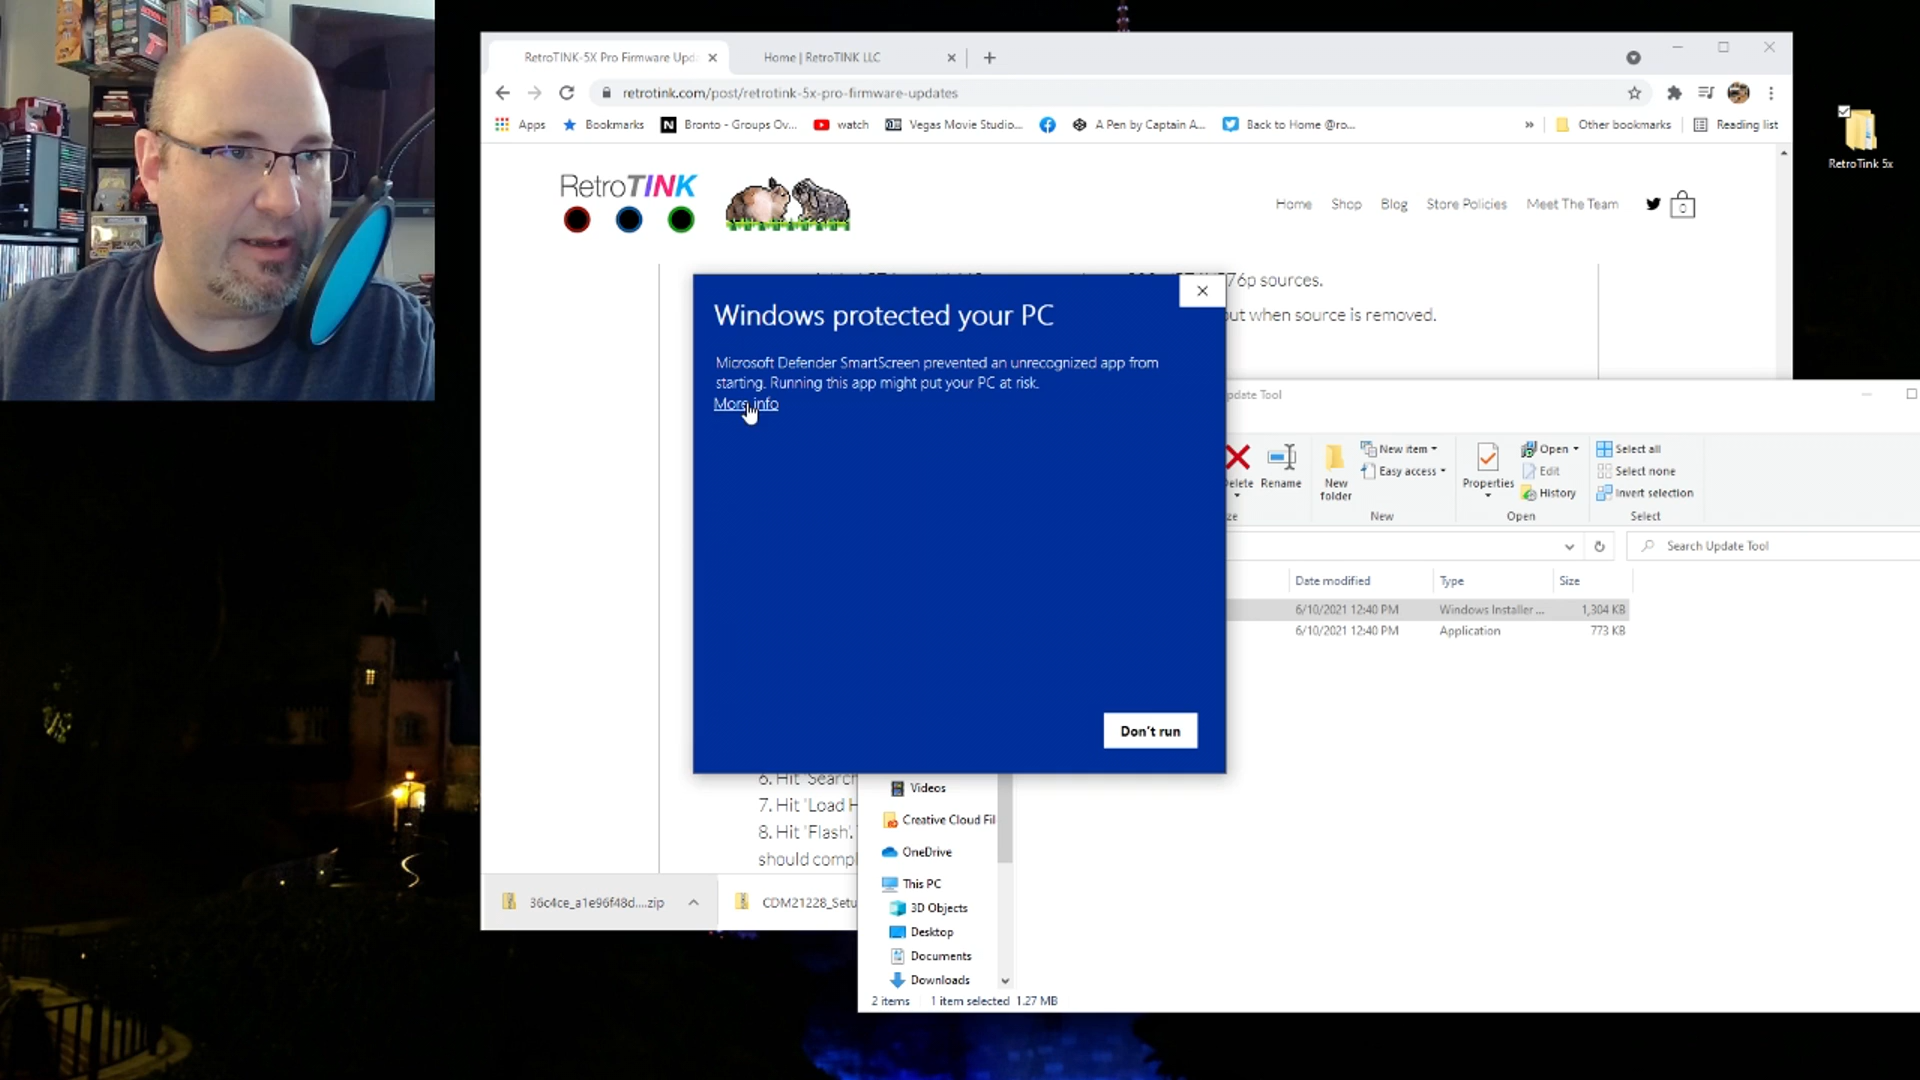 RetroTINK-5X Pro Firmware Upd
Home | RetroTINK LLC
retrotink.com/post/retrotink-5x-pro-firmware-updates
Apps
Bookmarks
Bronto - Groups Ov...
watch
Vegas Movie Studio...
A Pen by Captain A...
Back to Home @ro...
»
Other bookmarks
Reading list
RetroTink 5x
RetroTINK
Home
Shop
Blog
Store Policies
Meet The Team
0
76p sources.
out when source is removed.
Windows protected your PC
Microsoft Defender SmartScreen prevented an unrecognized app from
starting. Running this app might put your PC at risk.
More info
Don't run
pdate Tool
Delete
Rename
New
folder
New item
Easy access
New
Properties
Open
Edit
History
Open
Select all
Select none
Invert selection
Select
Search Update Tool
Date modified
Type
Size
6/10/2021 12:40 PM
Windows Installer ...
1,304 KB
6/10/2021 12:40 PM
Application
773 KB
6. Hit 'Search
7. Hit 'Load H
8. Hit 'Flash'.
should compl
36c4ce_a1e96f48d....zip
CDM21228_Setu
Videos
Creative Cloud Fil
OneDrive
This PC
3D Objects
Desktop
Documents
Downloads
2 items
1 item selected 1.27 MB